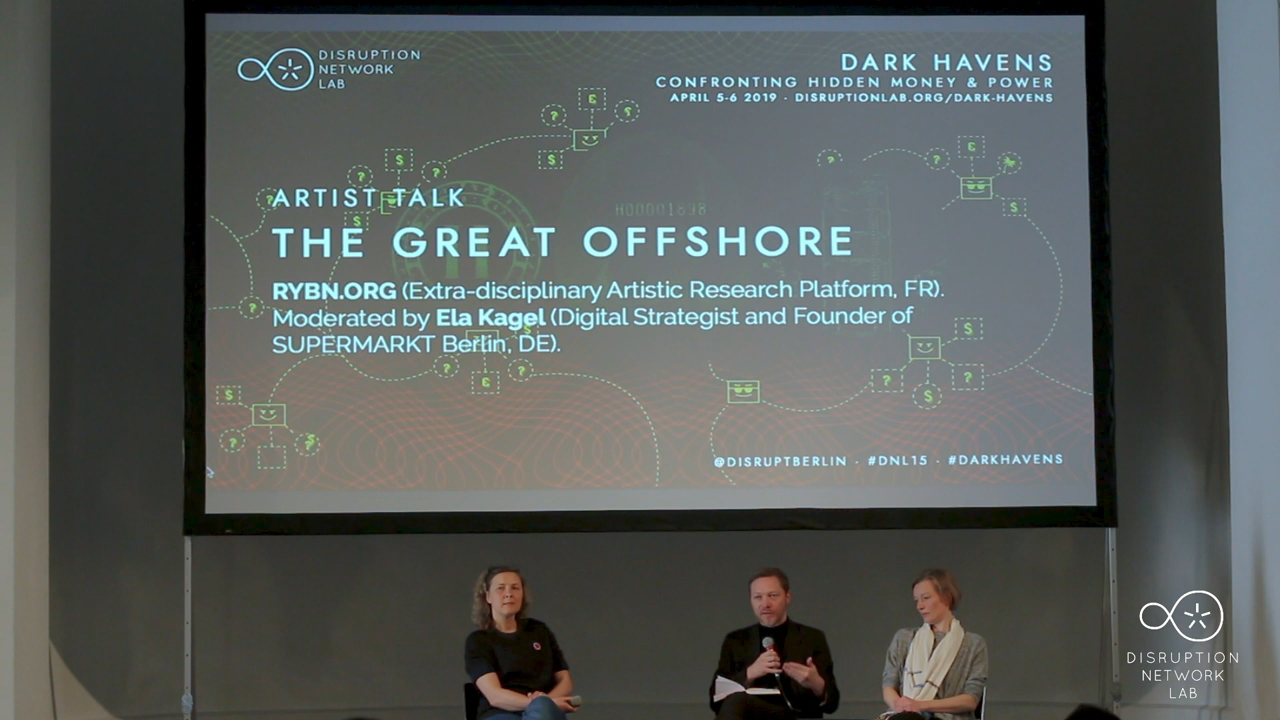 DISRUPTION
NETWORK
LAB
DARK HAVENS
CONFRONTING HIDDEN MONEY & POWER
APRIL 5-6 2019 · DISRUPTIONLAB.ORG/DARK-HAVENS
H00001638
ARTIST TALK
THE GREAT OFFSHORE
RYBN.ORG (Extra-disciplinary Artistic Research Platform, FR).
Moderated by Ela Kagel (Digital Strategist and Founder of
SUPERMARKT Berlin, DE).
@DISRUPTBERLIN · #DNL15 · #DARKHAVENS
DISRUPTION
NETWORK
LAB